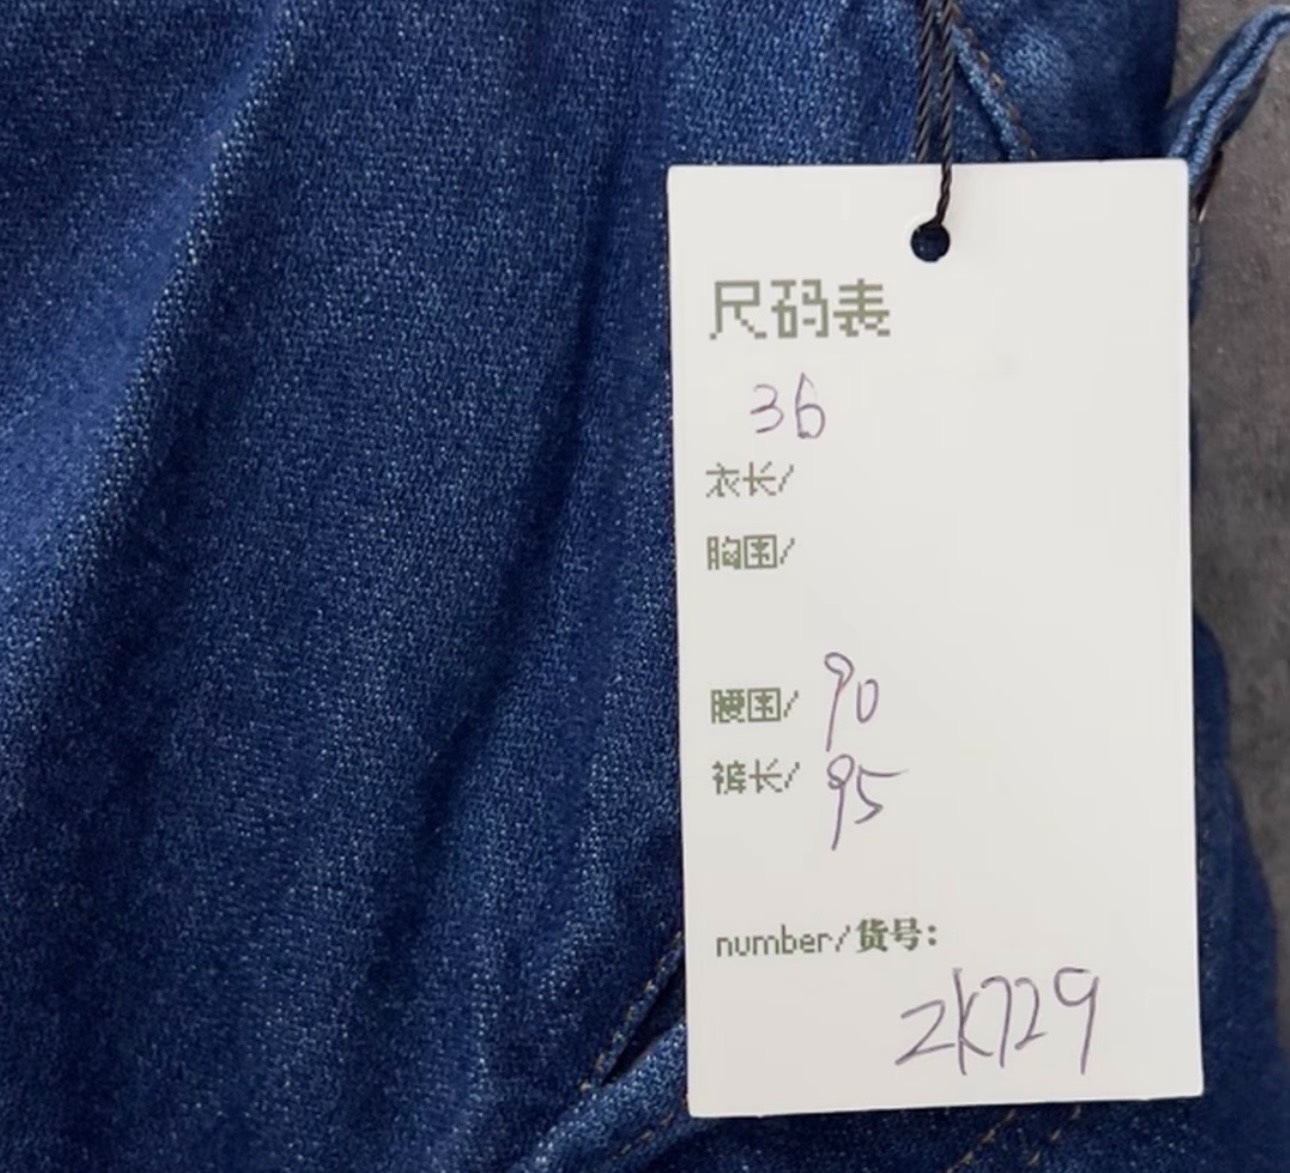 尺码表
36
衣长/
胸围/
腰围/ 90
裤长/ 95
number/货号:
ZK729